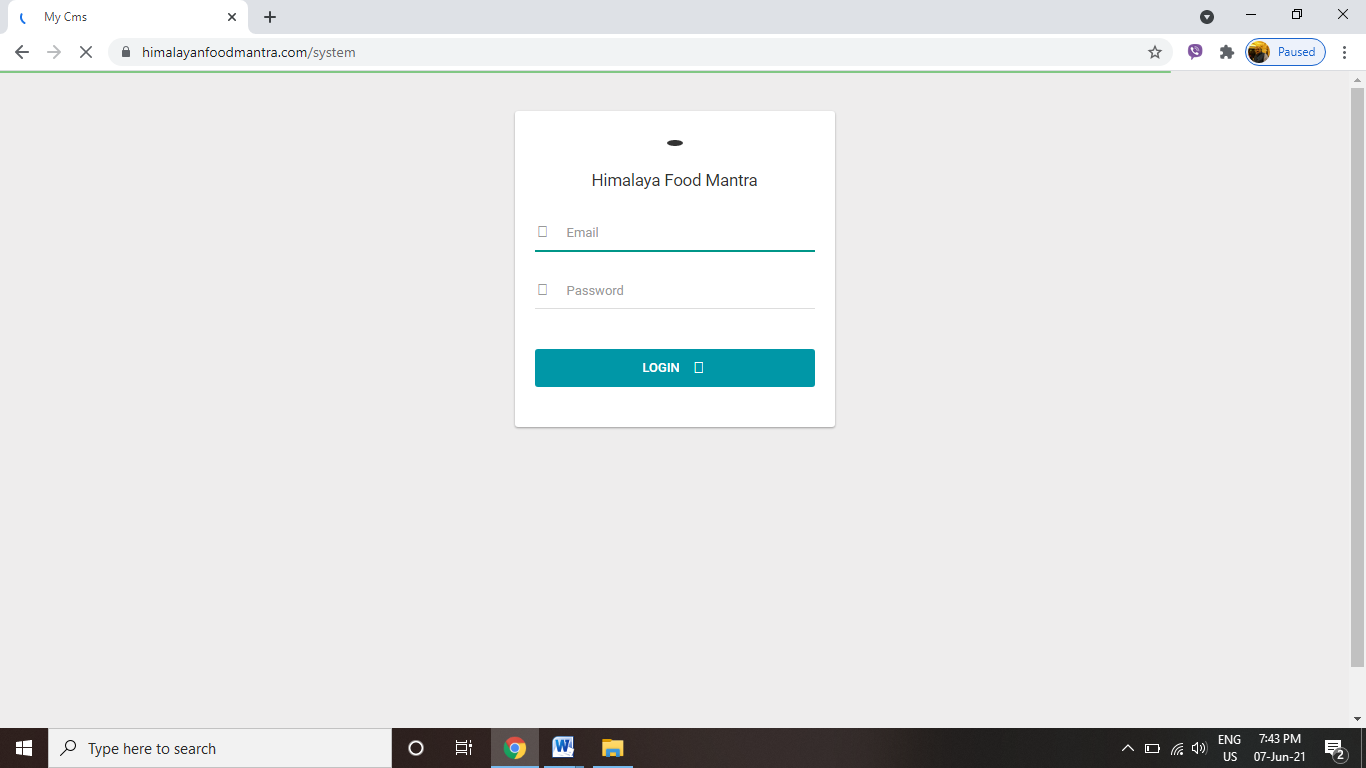 My Cms
himalayanfoodmantra.com/system
Paused
Himalaya Food Mantra
Email
Password
LOGIN
Type here to search
ENG
US
7:43 PM
07-Jun-21
2